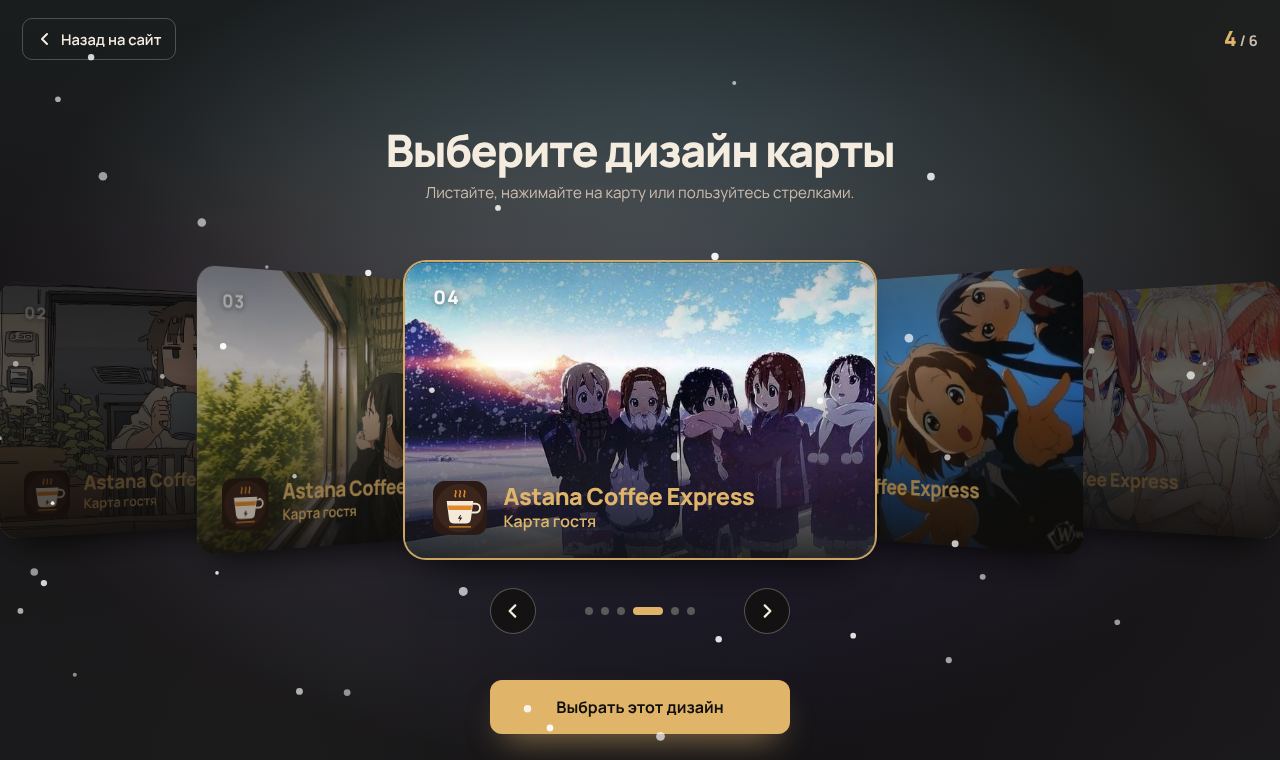 Назад на сайт
4 / 6
Выберите дизайн карты
Листайте, нажимайте на карту или пользуйтесь стрелками.
02
Astana Coffe
Карта гостя
03
Astana Coffee
Карта гостя
04
Astana Coffee Express
Карта гостя
ffee Express
fee Express
Выбрать этот дизайн